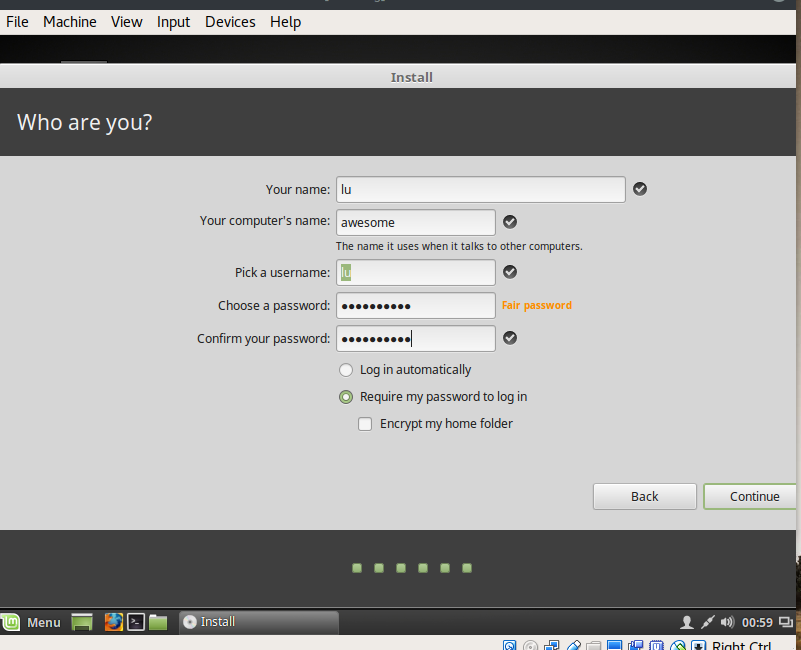 File Machine View Input Devices Help
Install
Who are you?
Your name: lu
Your computer's name: awesome
The name it uses when it talks to other computers.
Pick a username: lu
Choose a password: ●●●●●●●●●● Fair password
Confirm your password: ●●●●●●●●●●
Log in automatically
Require my password to log in
Encrypt my home folder
Back Continue
Menu Install 00:59
Right Ctrl